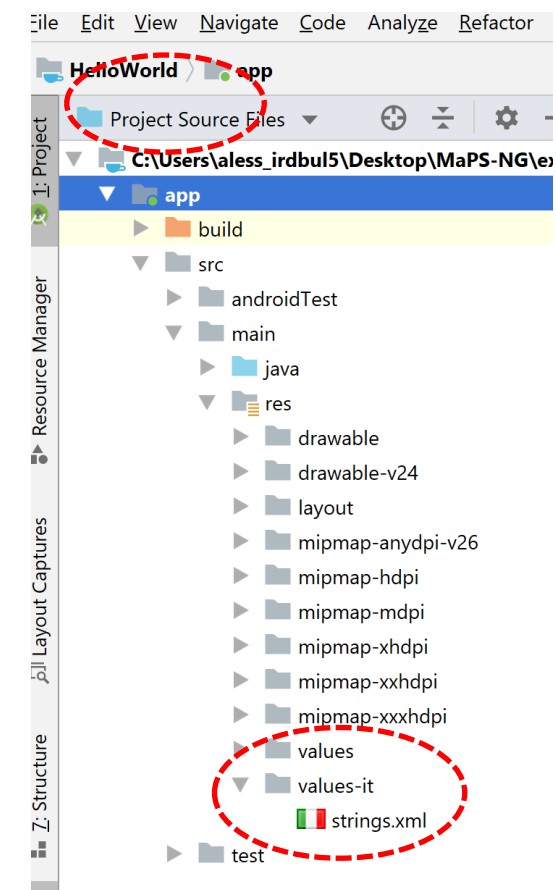 File Edit View Navigate Code Analyze Refactor
HelloWorld app
Project Source Files
C:\Users\aless_irdbul5\Desktop\MaPS-NG\ex
app
build
src
androidTest
main
java
res
drawable
drawable-v24
layout
mipmap-anydpi-v26
mipmap-hdpi
mipmap-mdpi
mipmap-xhdpi
mipmap-xxhdpi
mipmap-xxxhdpi
values
values-it
strings.xml
test
1: Project
Resource Manager
Layout Captures
7: Structure